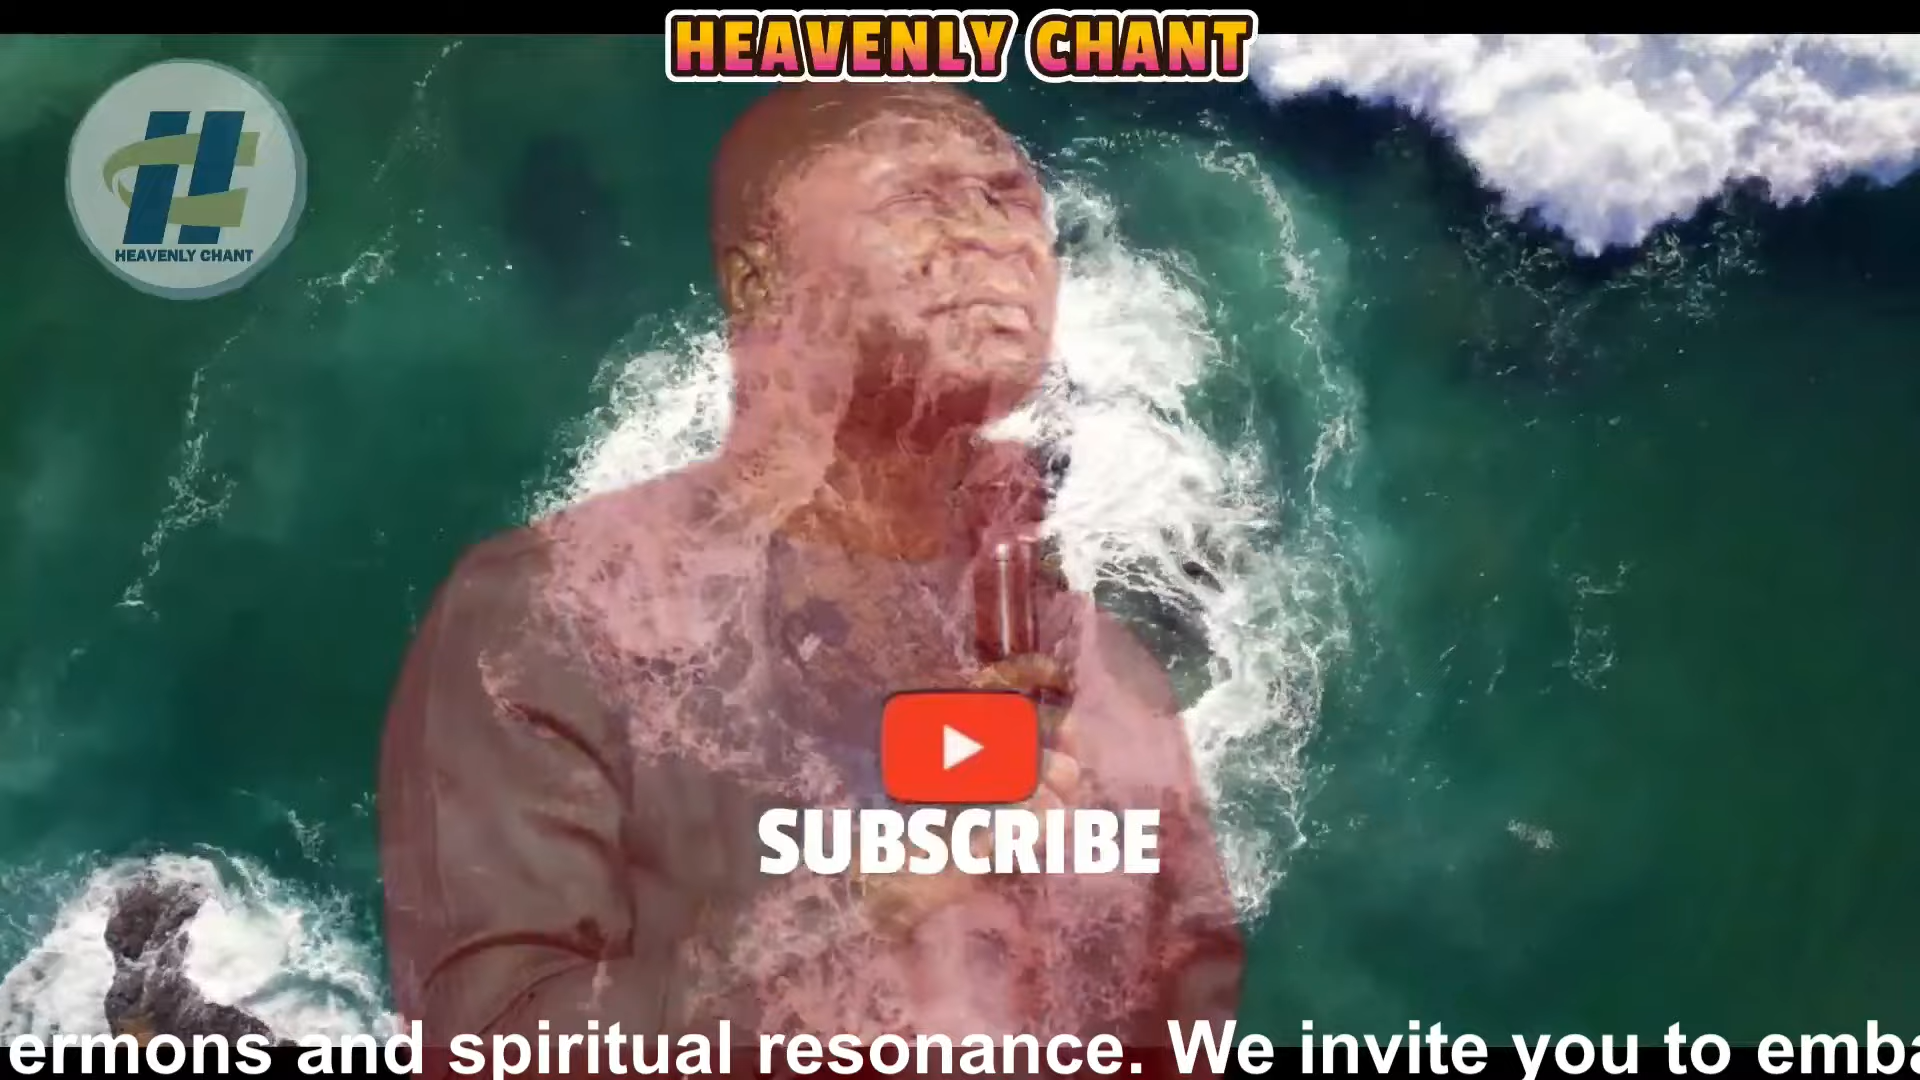 HEAVENLY CHANT
HEAVENLY CHANT
SUBSCRIBE
ermons and spiritual resonance. We invite you to emba